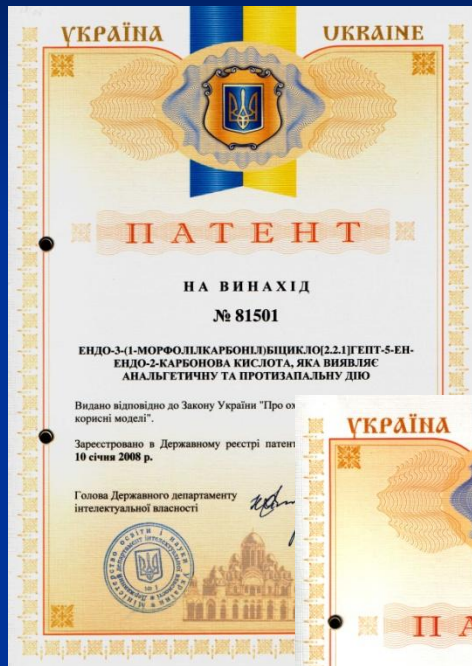 УКРАЇНА UKRAINE
ПАТЕНТ
НА ВИНАХІД
№ 81501
ЕНДО-3-(1-МОРФОЛІЛКАРБОНІЛ)БІЦИКЛО[2.2.1]ГЕПТ-5-ЕН-
ЕНДО-2-КАРБОНОВА КИСЛОТА, ЯКА ВИЯВЛЯЄ
АНАЛЬГЕТИЧНУ ТА ПРОТИЗАПАЛЬНУ ДІЮ
Видано відповідно до Закону України "Про ох
корисні моделі".
Зареєстровано в Державному реєстрі патент
10 січня 2008 р.
Голова Державного департаменту
інтелектуальної власності
УКРАЇНА
П А